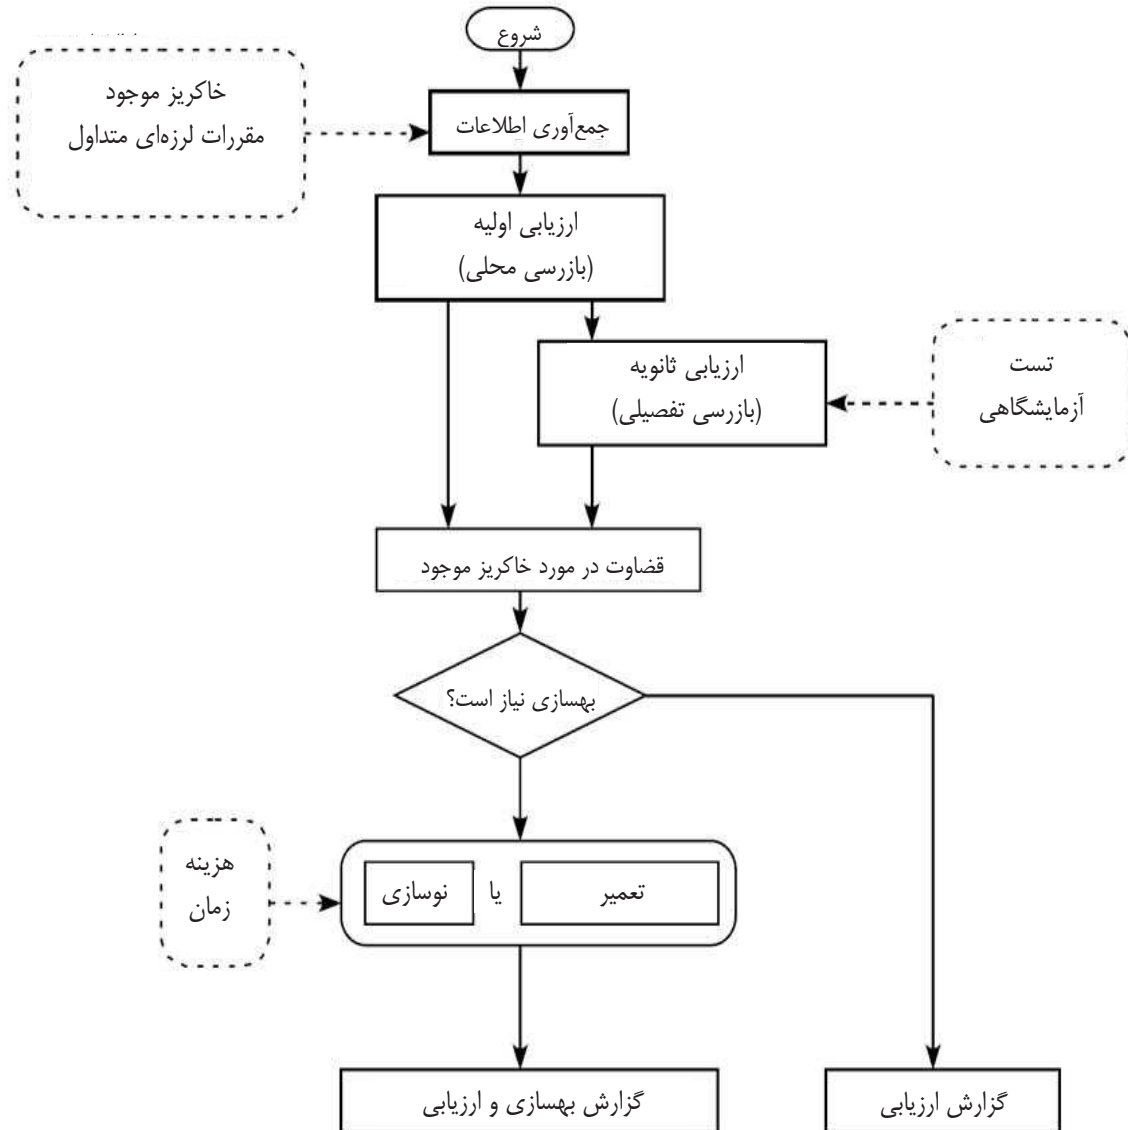 شروع
خاکریز موجود
مقررات لرزه‌ای متداول
جمع‌آوری اطلاعات
ارزیابی اولیه
(بازرسی محلی)
ارزیابی ثانویه
(بازرسی تفصیلی)
تست
آزمایشگاهی
قضاوت در مورد خاکریز موجود
بهسازی نیاز است؟
هزینه
زمان
تعمیر
یا
نوسازی
گزارش ارزیابی
گزارش بهسازی و ارزیابی